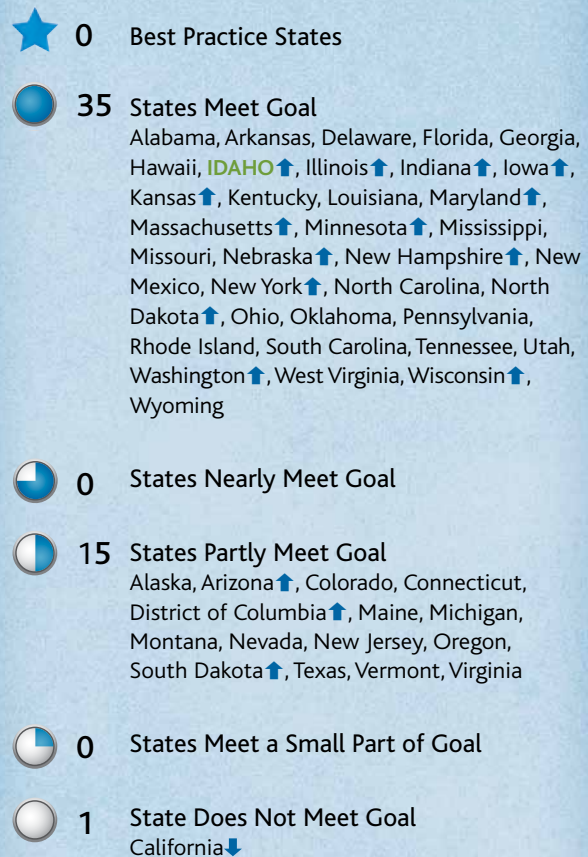 0 Best Practice States
35 States Meet Goal
Alabama, Arkansas, Delaware, Florida, Georgia,
Hawaii, IDAHO⬆, Illinois⬆, Indiana⬆, Iowa⬆,
Kansas⬆, Kentucky, Louisiana, Maryland⬆,
Massachusetts⬆, Minnesota⬆, Mississippi,
Missouri, Nebraska⬆, New Hampshire⬆, New
Mexico, New York⬆, North Carolina, North
Dakota⬆, Ohio, Oklahoma, Pennsylvania,
Rhode Island, South Carolina, Tennessee, Utah,
Washington⬆, West Virginia, Wisconsin⬆,
Wyoming
0 States Nearly Meet Goal
15 States Partly Meet Goal
Alaska, Arizona⬆, Colorado, Connecticut,
District of Columbia⬆, Maine, Michigan,
Montana, Nevada, New Jersey, Oregon,
South Dakota⬆, Texas, Vermont, Virginia
0 States Meet a Small Part of Goal
1 State Does Not Meet Goal
California⬇